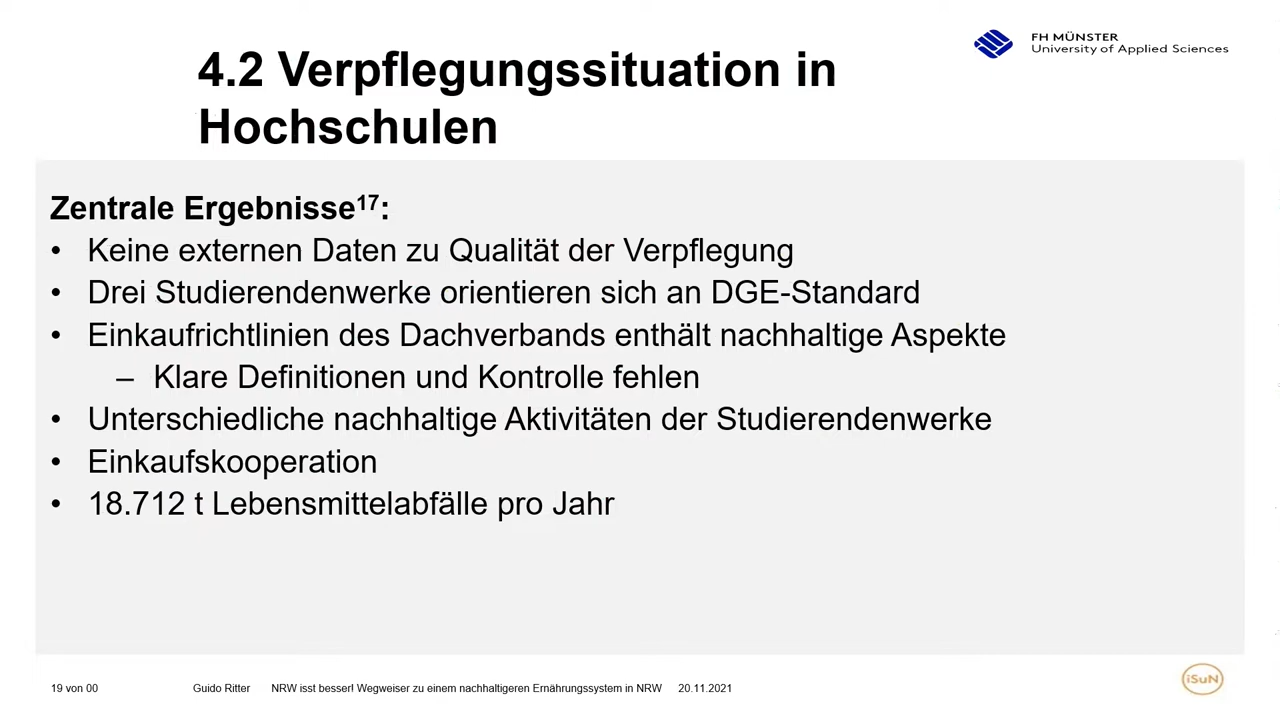 4.2 Verpflegungssituation in
Hochschulen
FH MÜNSTER
University of Applied Sciences
Zentrale Ergebnisse¹⁷:
• Keine externen Daten zu Qualität der Verpflegung
• Drei Studierendenwerke orientieren sich an DGE-Standard
• Einkaufrichtlinien des Dachverbands enthält nachhaltige Aspekte
– Klare Definitionen und Kontrolle fehlen
• Unterschiedliche nachhaltige Aktivitäten der Studierendenwerke
• Einkaufskooperation
• 18.712 t Lebensmittelabfälle pro Jahr
19 von 00 Guido Ritter NRW isst besser! Wegweiser zu einem nachhaltigeren Ernährungssystem in NRW 20.11.2021
iSuN